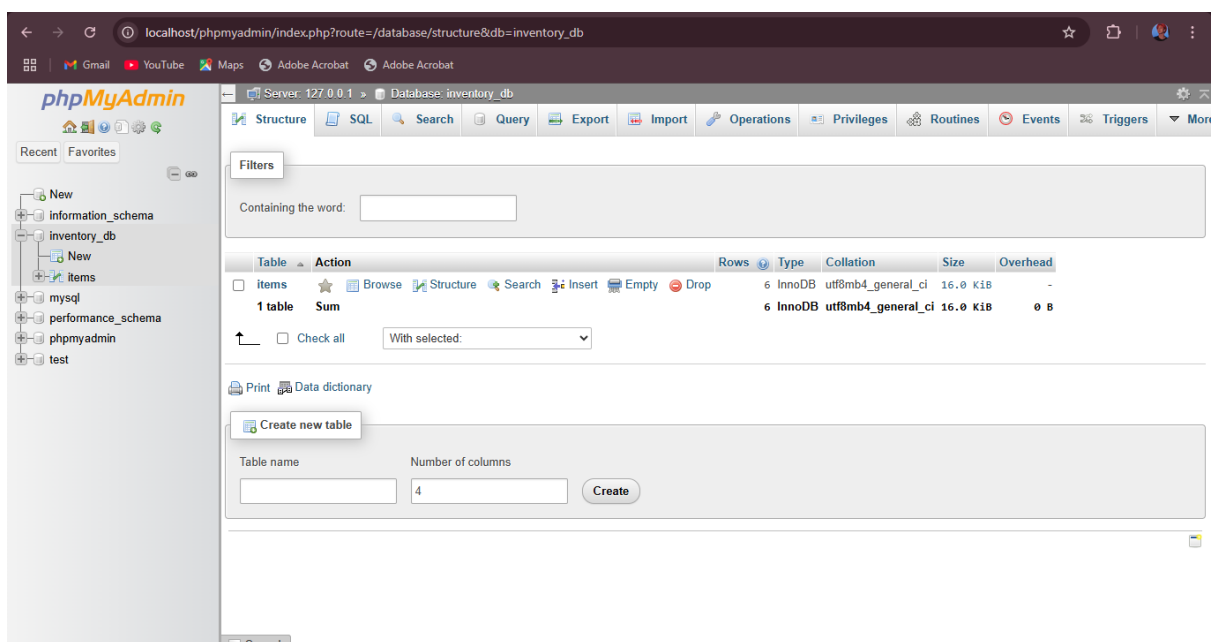 localhost/phpmyadmin/index.php?route=/database/structure&db=inventory_db
Gmail YouTube Maps Adobe Acrobat Adobe Acrobat
phpMyAdmin
Recent Favorites
New
information_schema
inventory_db
New
items
mysql
performance_schema
phpmyadmin
test
Server: 127.0.0.1 » Database: inventory_db
Structure SQL Search Query Export Import Operations Privileges Routines Events Triggers More
Filters
Containing the word:
Table Action Rows Type Collation Size Overhead
items Browse Structure Search Insert Empty Drop 6 InnoDB utf8mb4_general_ci 16.0 KiB -
1 table Sum 6 InnoDB utf8mb4_general_ci 16.0 KiB 0 B
Check all With selected:
Print Data dictionary
Create new table
Table name Number of columns
4 Create